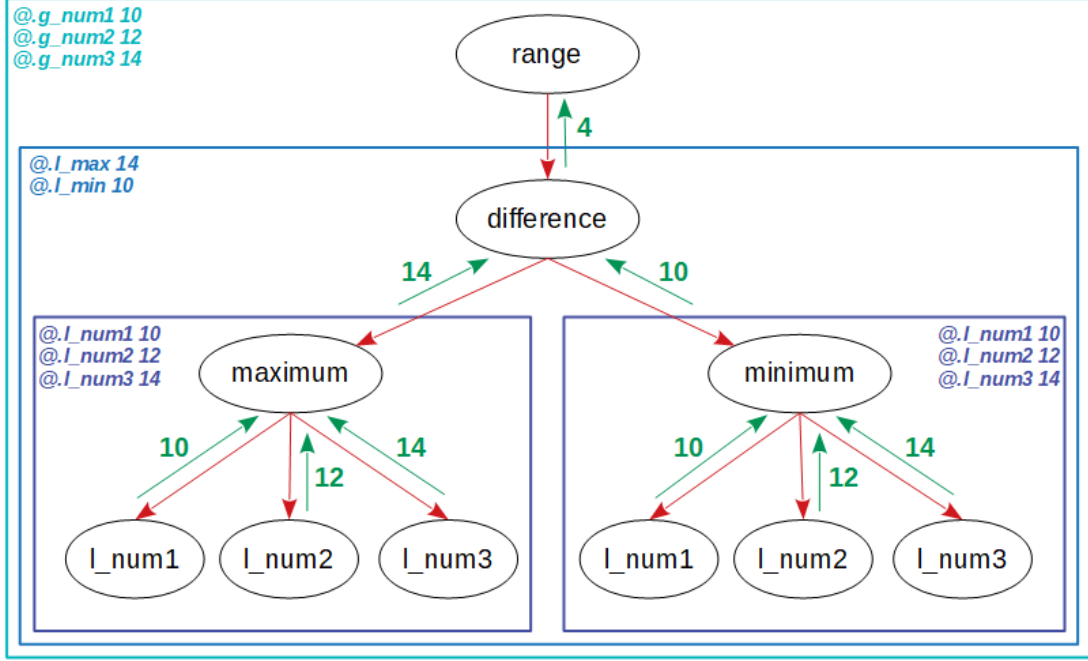 @.g_num1 10
@.g_num2 12
@.g_num3 14
range
4
@.l_max 14
@.l_min 10
difference
14
10
@.l_num1 10
@.l_num2 12
@.l_num3 14
maximum
10
12
14
l_num1
l_num2
l_num3
@.l_num1 10
@.l_num2 12
@.l_num3 14
minimum
10
12
14
l_num1
l_num2
l_num3